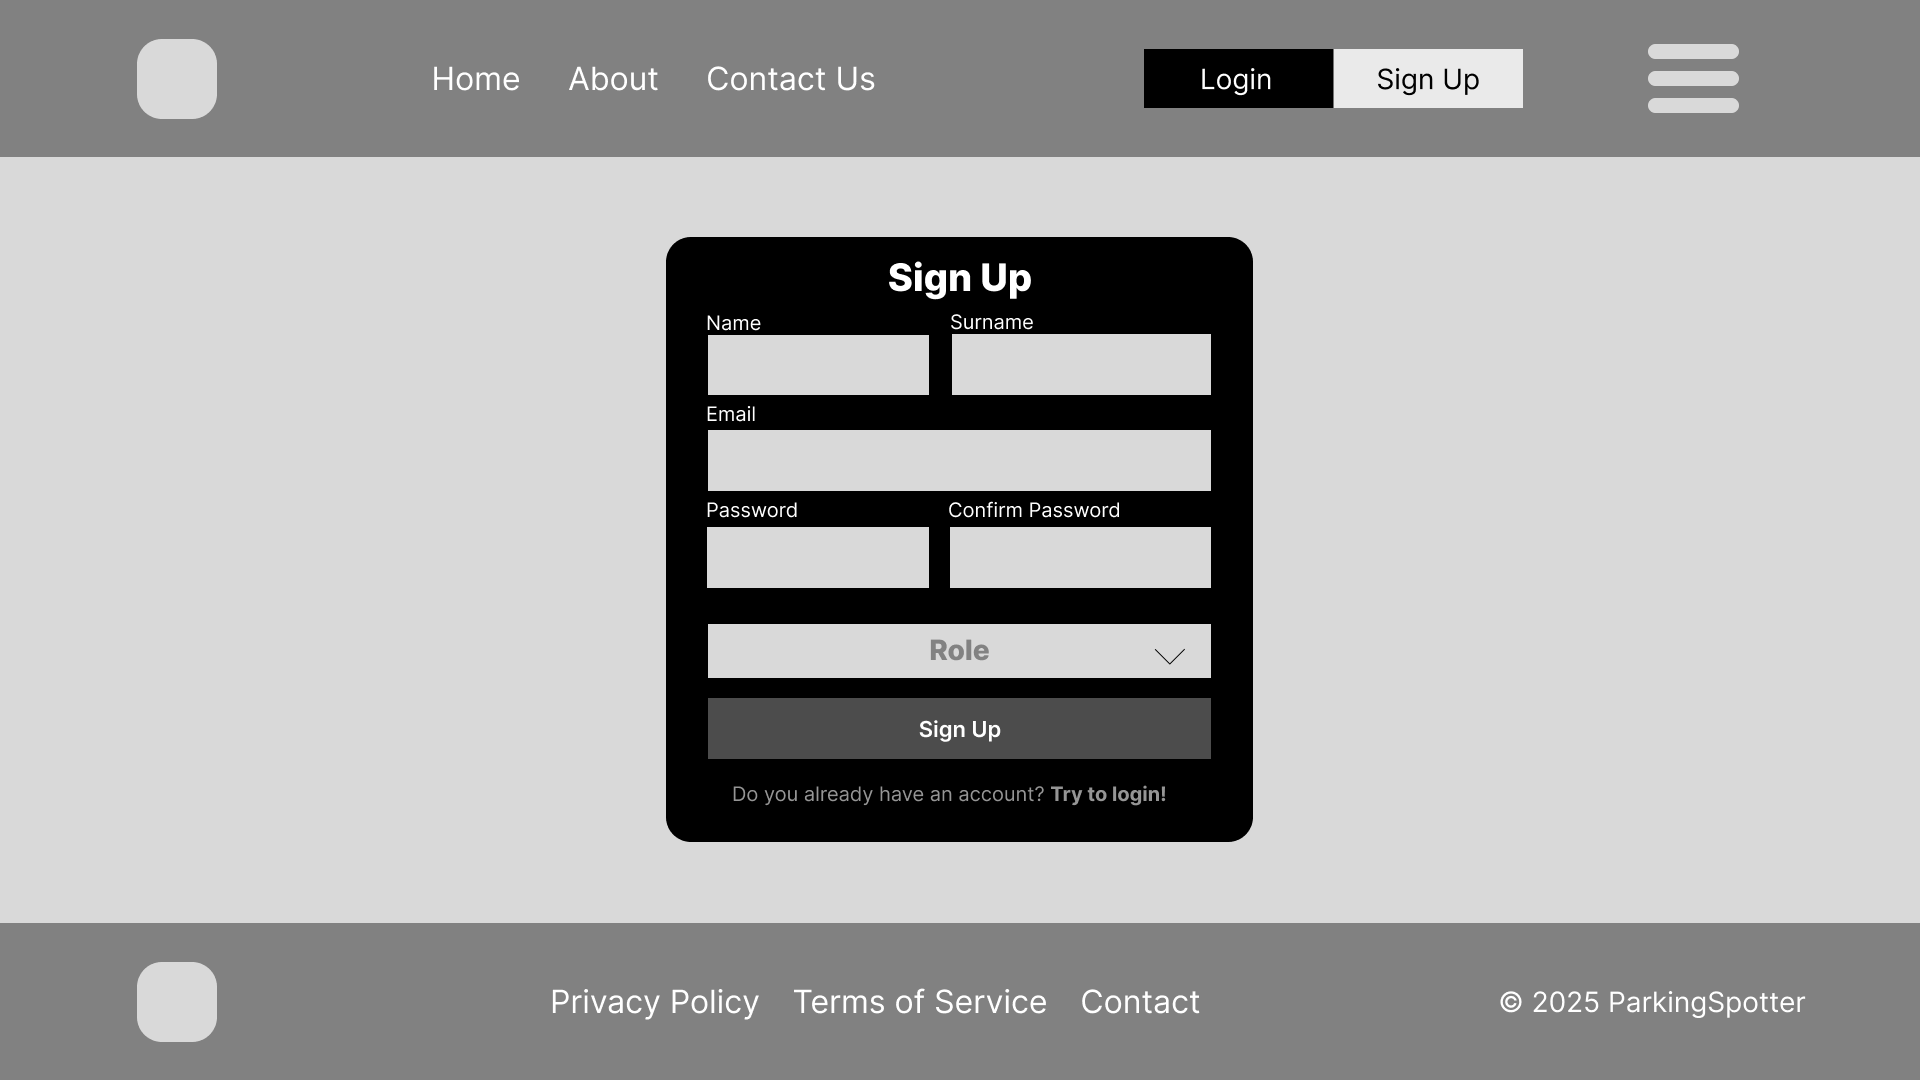 Home About Contact Us Login Sign Up
Sign Up
Name Surname
Email
Password Confirm Password
Role
Sign Up
Do you already have an account? Try to login!
Privacy Policy Terms of Service Contact © 2025 ParkingSpotter